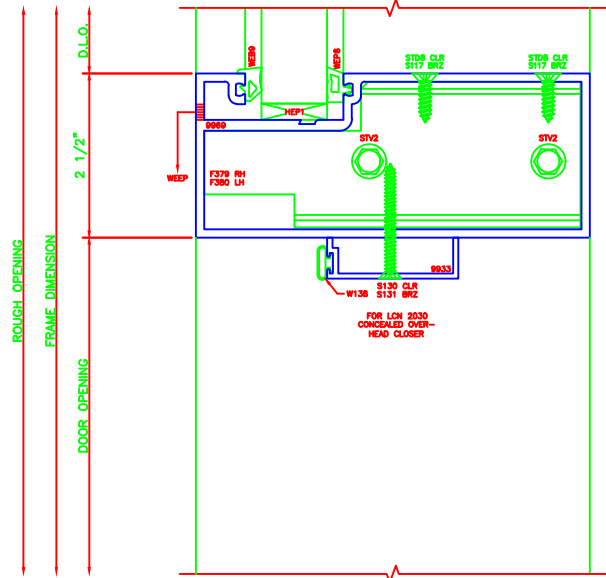 D.L.O.
WEB9
WEP8
STD8 CLR
S117 BRZ
STD8 CLR
S117 BRZ
HEP1
9969
2 1/2"
STV2
STV2
WEEP
F379 RH
F380 LH
ROUGH OPENING
FRAME DIMENSION
DOOR OPENING
9933
W136
S130 CLR
S131 BRZ
FOR LCN 2030
CONCEALED OVER-
HEAD CLOSER